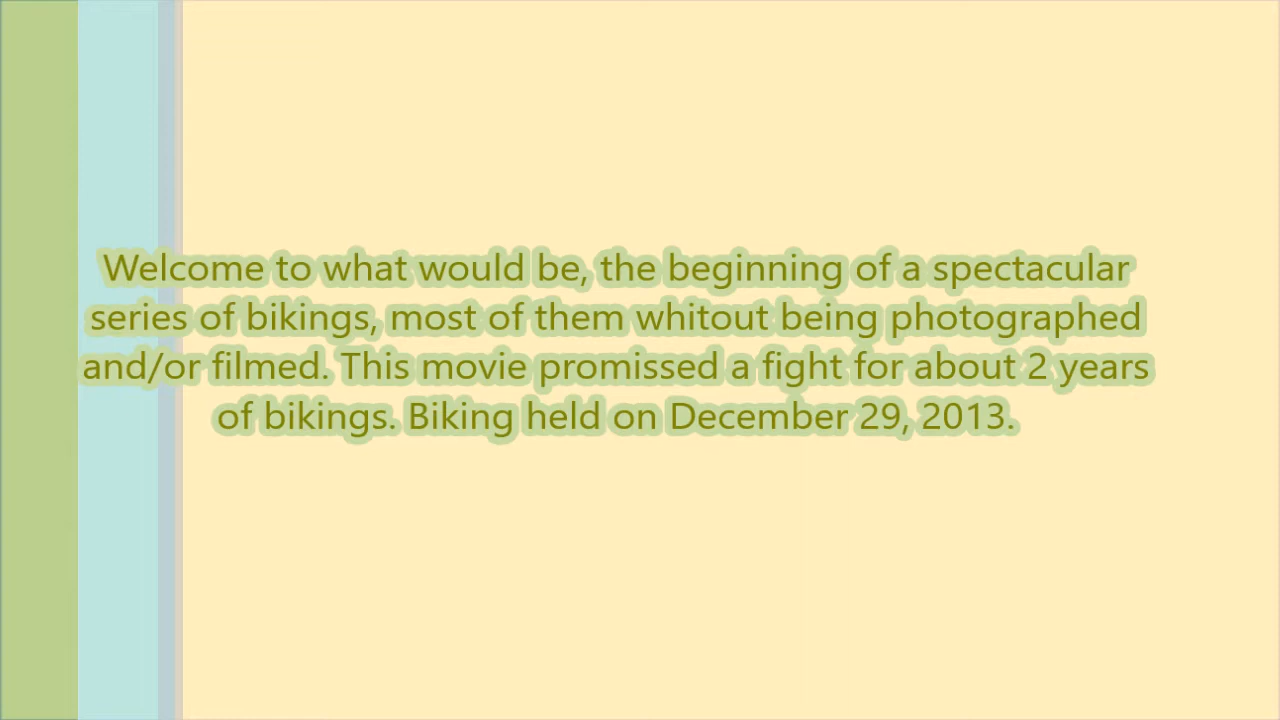 Welcome to what would be, the beginning of a spectacular
series of bikings, most of them whitout being photographed
and/or filmed. This movie promissed a fight for about 2 years
of bikings. Biking held on December 29, 2013.